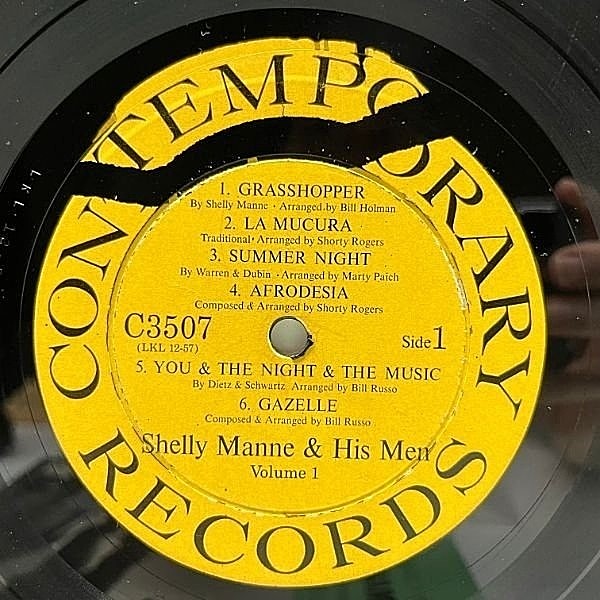 CONTEMPORARY
1. GRASSHOPPER
By Shelly Manne · Arranged by Bill Holman
2. LA MUCURA
Traditional · Arranged by Shorty Rogers
3. SUMMER NIGHT
By Warren & Dubin · Arranged by Marty Paich
4. AFRODESIA
Composed & Arranged by Shorty Rogers
C3507
(LKL 12-57)
Side 1
5. YOU & THE NIGHT & THE MUSIC
By Dietz & Schwartz Arranged by Bill Russo
6. GAZELLE
Composed & Arranged by Bill Russo
Shelly Manne & His Men
Volume 1
RECORDS